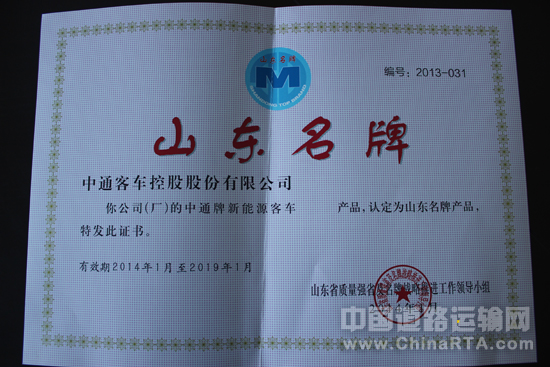 山东名牌
编号：2013-031
山东名牌
中通客车控股股份有限公司
你公司(厂)的中通牌新能源客车 产品，认定为山东名牌产品，
特发此证书。
有效期2014年1月至2019年1月
山东省质量强省及名牌战略推进工作领导小组
中国道路运输网
www.ChinaRTA.com